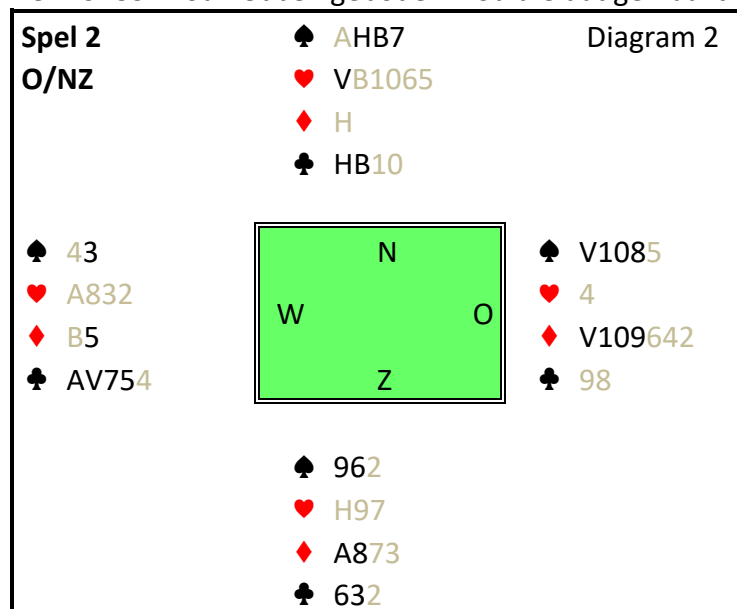 Spel 2 ♠ AHB7 Diagram 2
O/NZ ♥ VB1065
♦ H
♣ HB10
♠ 43 N ♠ V1085
♥ A832 W O ♥ 4
♦ B5 ♦ V109642
♣ AV754 Z ♣ 98
♠ 962
♥ H97
♦ A873
♣ 632